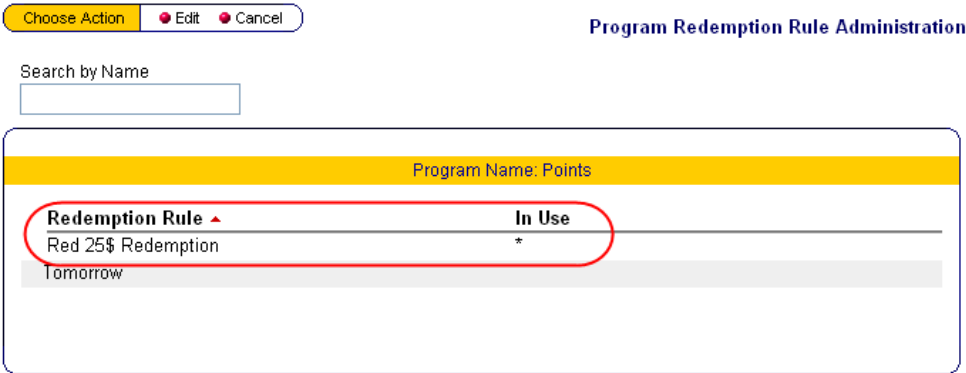 Choose Action Edit Cancel
Program Redemption Rule Administration
Search by Name
Program Name: Points
Redemption Rule In Use
Red 25$ Redemption *
Tomorrow